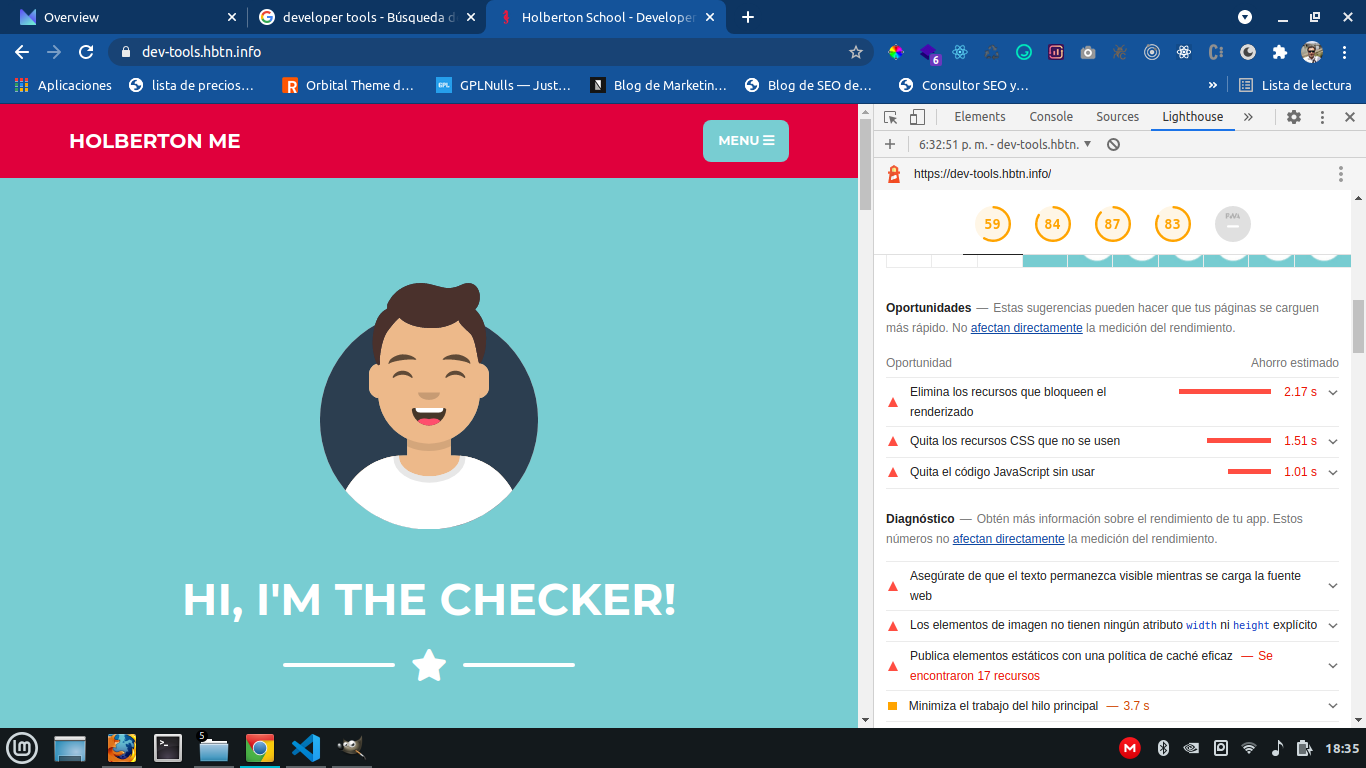 Overview
developer tools - Búsqueda d
Holberton School - Developer
dev-tools.hbtn.info
6
Aplicaciones
lista de precios…
Orbital Theme d…
GPLNulls — Just…
Blog de Marketin…
Blog de SEO de…
Consultor SEO y…
»
Lista de lectura
HOLBERTON ME
MENU ☰
HI, I'M THE CHECKER!
Elements
Console
Sources
Lighthouse
»
6:32:51 p. m. - dev-tools.hbtn.
https://dev-tools.hbtn.info/
59
84
87
83
PWA
Oportunidades — Estas sugerencias pueden hacer que tus páginas se carguen
más rápido. No afectan directamente la medición del rendimiento.
Oportunidad
Ahorro estimado
Elimina los recursos que bloqueen el
renderizado
2.17 s
Quita los recursos CSS que no se usen
1.51 s
Quita el código JavaScript sin usar
1.01 s
Diagnóstico — Obtén más información sobre el rendimiento de tu app. Estos
números no afectan directamente la medición del rendimiento.
Asegúrate de que el texto permanezca visible mientras se carga la fuente
web
Los elementos de imagen no tienen ningún atributo width ni height explícito
Publica elementos estáticos con una política de caché eficaz — Se
encontraron 17 recursos
Minimiza el trabajo del hilo principal — 3.7 s
5
18:35